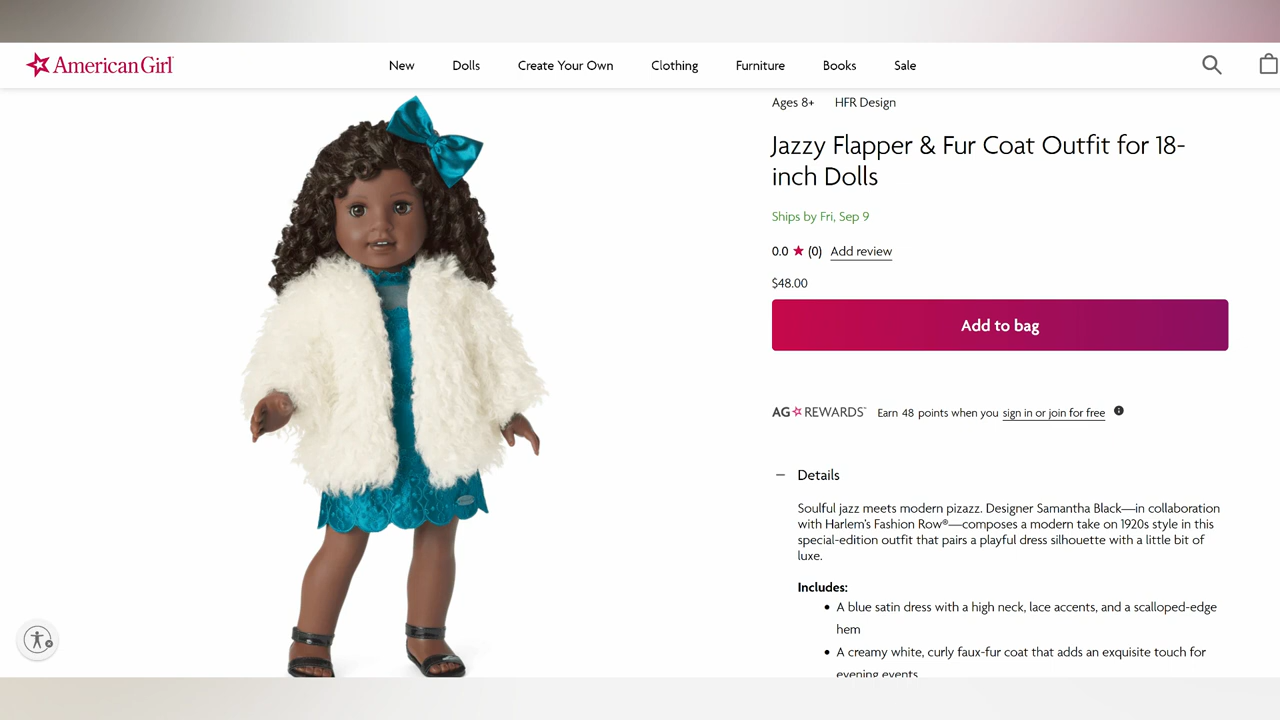 American Girl
New Dolls Create Your Own Clothing Furniture Books Sale
Ages 8+ HFR Design
Jazzy Flapper & Fur Coat Outfit for 18-
inch Dolls
Ships by Fri, Sep 9
0.0 ★ (0) Add review
$48.00
Add to bag
AG★REWARDS™ Earn 48 points when you sign in or join for free
Details
Soulful jazz meets modern pizazz. Designer Samantha Black—in collaboration
with Harlem's Fashion Row®—composes a modern take on 1920s style in this
special-edition outfit that pairs a playful dress silhouette with a little bit of
luxe.
Includes:
• A blue satin dress with a high neck, lace accents, and a scalloped-edge
hem
• A creamy white, curly faux-fur coat that adds an exquisite touch for
evening events